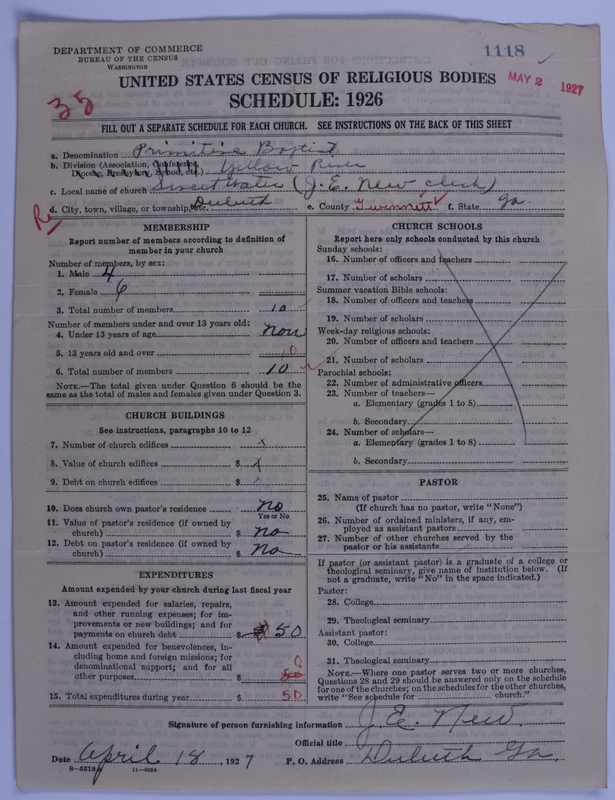 DEPARTMENT OF COMMERCE
BUREAU OF THE CENSUS
WASHINGTON
1118
UNITED STATES CENSUS OF RELIGIOUS BODIES
MAY 2 1927
SCHEDULE: 1926
35
FILL OUT A SEPARATE SCHEDULE FOR EACH CHURCH. SEE INSTRUCTIONS ON THE BACK OF THIS SHEET
a. Denomination Primitive Baptist
b. Division (Association, Conference, Diocese, Presbytery, Synod, etc.) Yellow River
c. Local name of church Sweet water (J. E. New clerk)
d. City, town, village, or township, etc. Duluth e. County Gwinnett f. State Ga.
MEMBERSHIP
Report number of members according to definition of member in your church
Number of members, by sex:
1. Male 4
2. Female 6
3. Total number of members 10
Number of members under and over 13 years old:
4. Under 13 years of age non
5. 13 years old and over
6. Total number of members 10
NOTE.—The total given under Question 6 should be the same as the total of males and females given under Question 3.
CHURCH BUILDINGS
See instructions, paragraphs 10 to 12
7. Number of church edifices
8. Value of church edifices $
9. Debt on church edifices $
10. Does church own pastor's residence no
Yes or No
11. Value of pastor's residence (if owned by church) $ no
12. Debt on pastor's residence (if owned by church) $ no
EXPENDITURES
Amount expended by your church during last fiscal year
13. Amount expended for salaries, repairs, and other running expenses; for improvements or new buildings; and for payments on church debt $ 50
14. Amount expended for benevolences, including home and foreign missions; for denominational support; and for all other purposes $ 50 0
15. Total expenditures during year $ 50
CHURCH SCHOOLS
Report here only schools conducted by this church
Sunday schools:
16. Number of officers and teachers
17. Number of scholars
Summer vacation Bible schools:
18. Number of officers and teachers
19. Number of scholars
Week-day religious schools:
20. Number of officers and teachers
21. Number of scholars
Parochial schools:
22. Number of administrative officers
23. Number of teachers—
a. Elementary (grades 1 to 8)
b. Secondary
24. Number of scholars—
a. Elementary (grades 1 to 8)
b. Secondary
PASTOR
25. Name of pastor
(If church has no pastor, write "None")
26. Number of ordained ministers, if any, employed as assistant pastors
27. Number of other churches served by the pastor or his assistants
If pastor (or assistant pastor) is a graduate of a college or theological seminary, give name of Institution below. (If not a graduate, write "No" in the space indicated.)
Pastor:
28. College
29. Theological seminary
Assistant pastor:
30. College
31. Theological seminary
NOTE.—Where one pastor serves two or more churches, Questions 28 and 29 should be answered only on the schedule for one of the churches; on the schedules for the other churches, write "See schedule for church."
Signature of person furnishing information J. E. New
Official title
Date April 18, 1927 P. O. Address Duluth Ga.
8-5518 11-9034